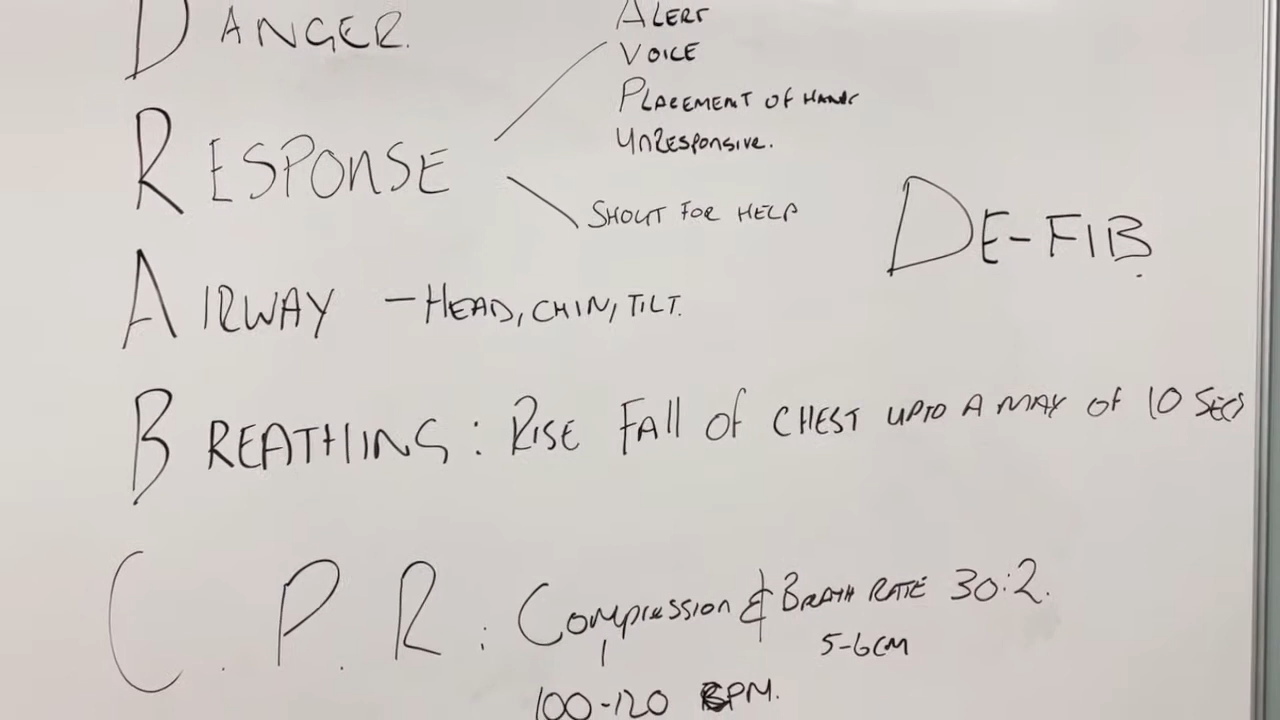 DANGER.
ALERT
VOICE
PLACEMENT OF HANDS
UNRESPONSIVE.
RESPONSE
SHOUT FOR HELP
DE-FIB
AIRWAY - HEAD, CHIN, TILT.
BREATHING: RISE FALL OF CHEST UPTO A MAX OF 10 SECS
C.P.R: COMPRESSION & BRATH RATE 30:2.
5-6CM
100-120 BPM.